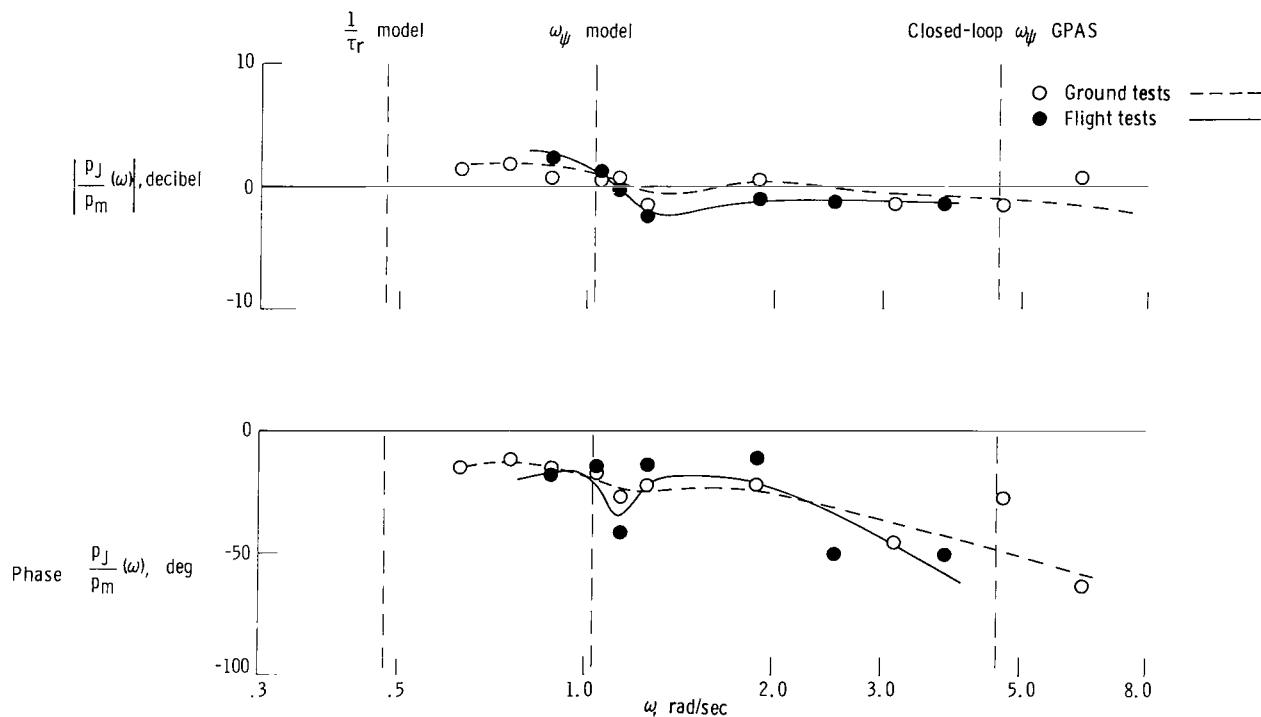 1/τr model
ωψ model
Closed-loop ωψ GPAS
10
Ground tests
Flight tests
|pJ/pm (ω)|, decibel
0
-10
0
-50
Phase pJ/pm (ω), deg
-100
.3 .5 1.0 2.0 3.0 5.0 8.0
ω, rad/sec